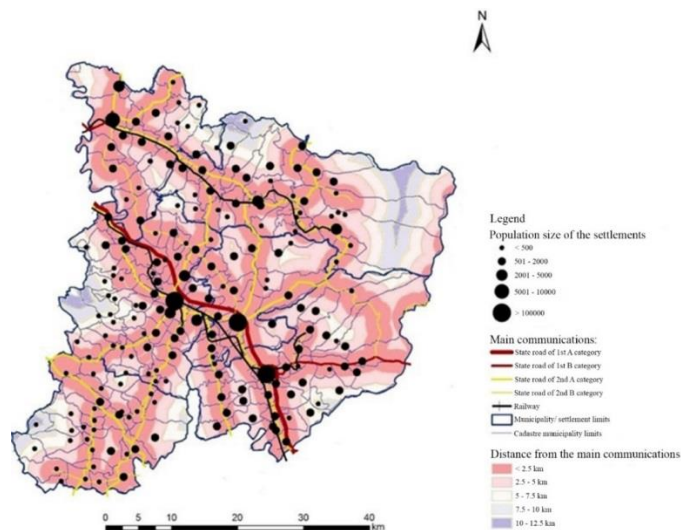 N
Legend
Population size of the settlements
< 500
501 - 2000
2001 - 5000
5001 - 10000
> 100000
Main communications:
State road of 1st A category
State road of 1st B category
State road of 2nd A category
State road of 2nd B category
Railway
Municipality/ settlement limits
Cadastre municipality limits
Distance from the main communications
< 2.5 km
2.5 - 5 km
5 - 7.5 km
7.5 - 10 km
10 - 12.5 km
0 5 10 20 30 40
km